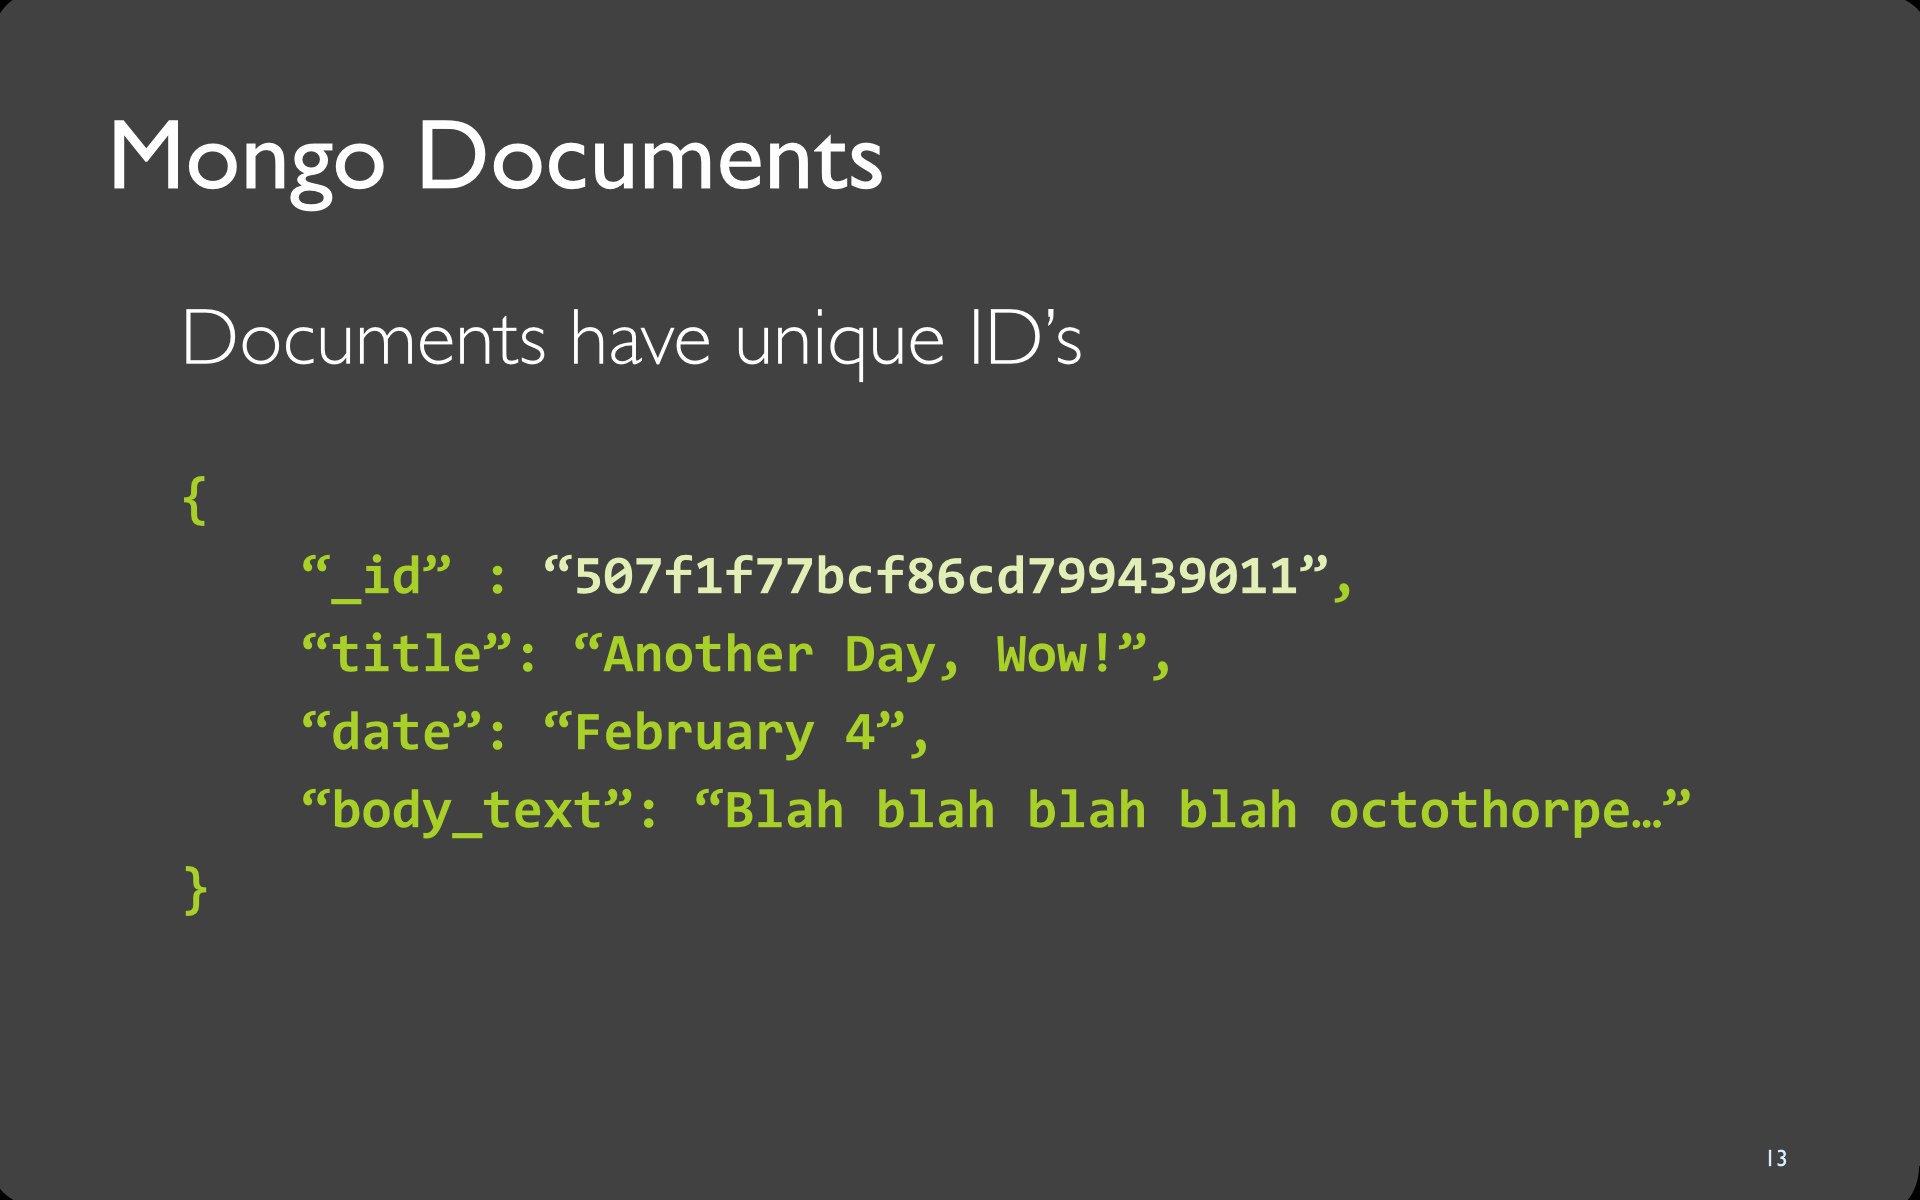 Mongo Documents
Documents have unique ID’s
{
“_id” : “507f1f77bcf86cd799439011”,
“title”: “Another Day, Wow!”,
“date”: “February 4”,
“body_text”: “Blah blah blah blah octothorpe…”
}
13